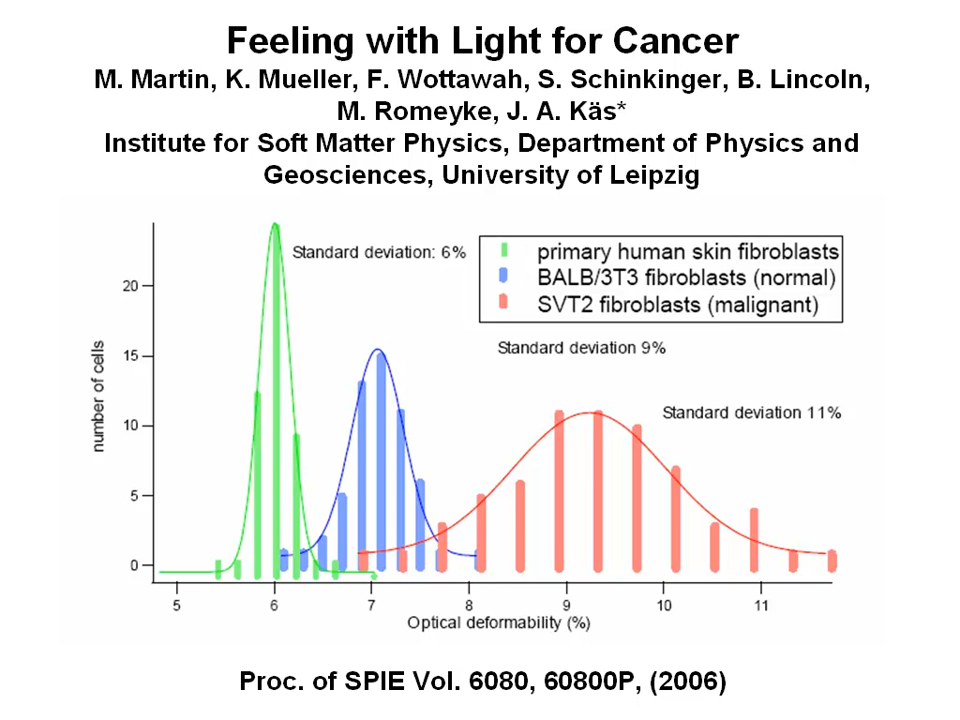 Feeling with Light for Cancer
M. Martin, K. Mueller, F. Wottawah, S. Schinkinger, B. Lincoln,
M. Romeyke, J. A. Käs*
Institute for Soft Matter Physics, Department of Physics and
Geosciences, University of Leipzig
Standard deviation: 6%
primary human skin fibroblasts
BALB/3T3 fibroblasts (normal)
SVT2 fibroblasts (malignant)
Standard deviation 9%
Standard deviation 11%
number of cells
20
15
10
5
0
5 6 7 8 9 10 11
Optical deformability (%)
Proc. of SPIE Vol. 6080, 60800P, (2006)